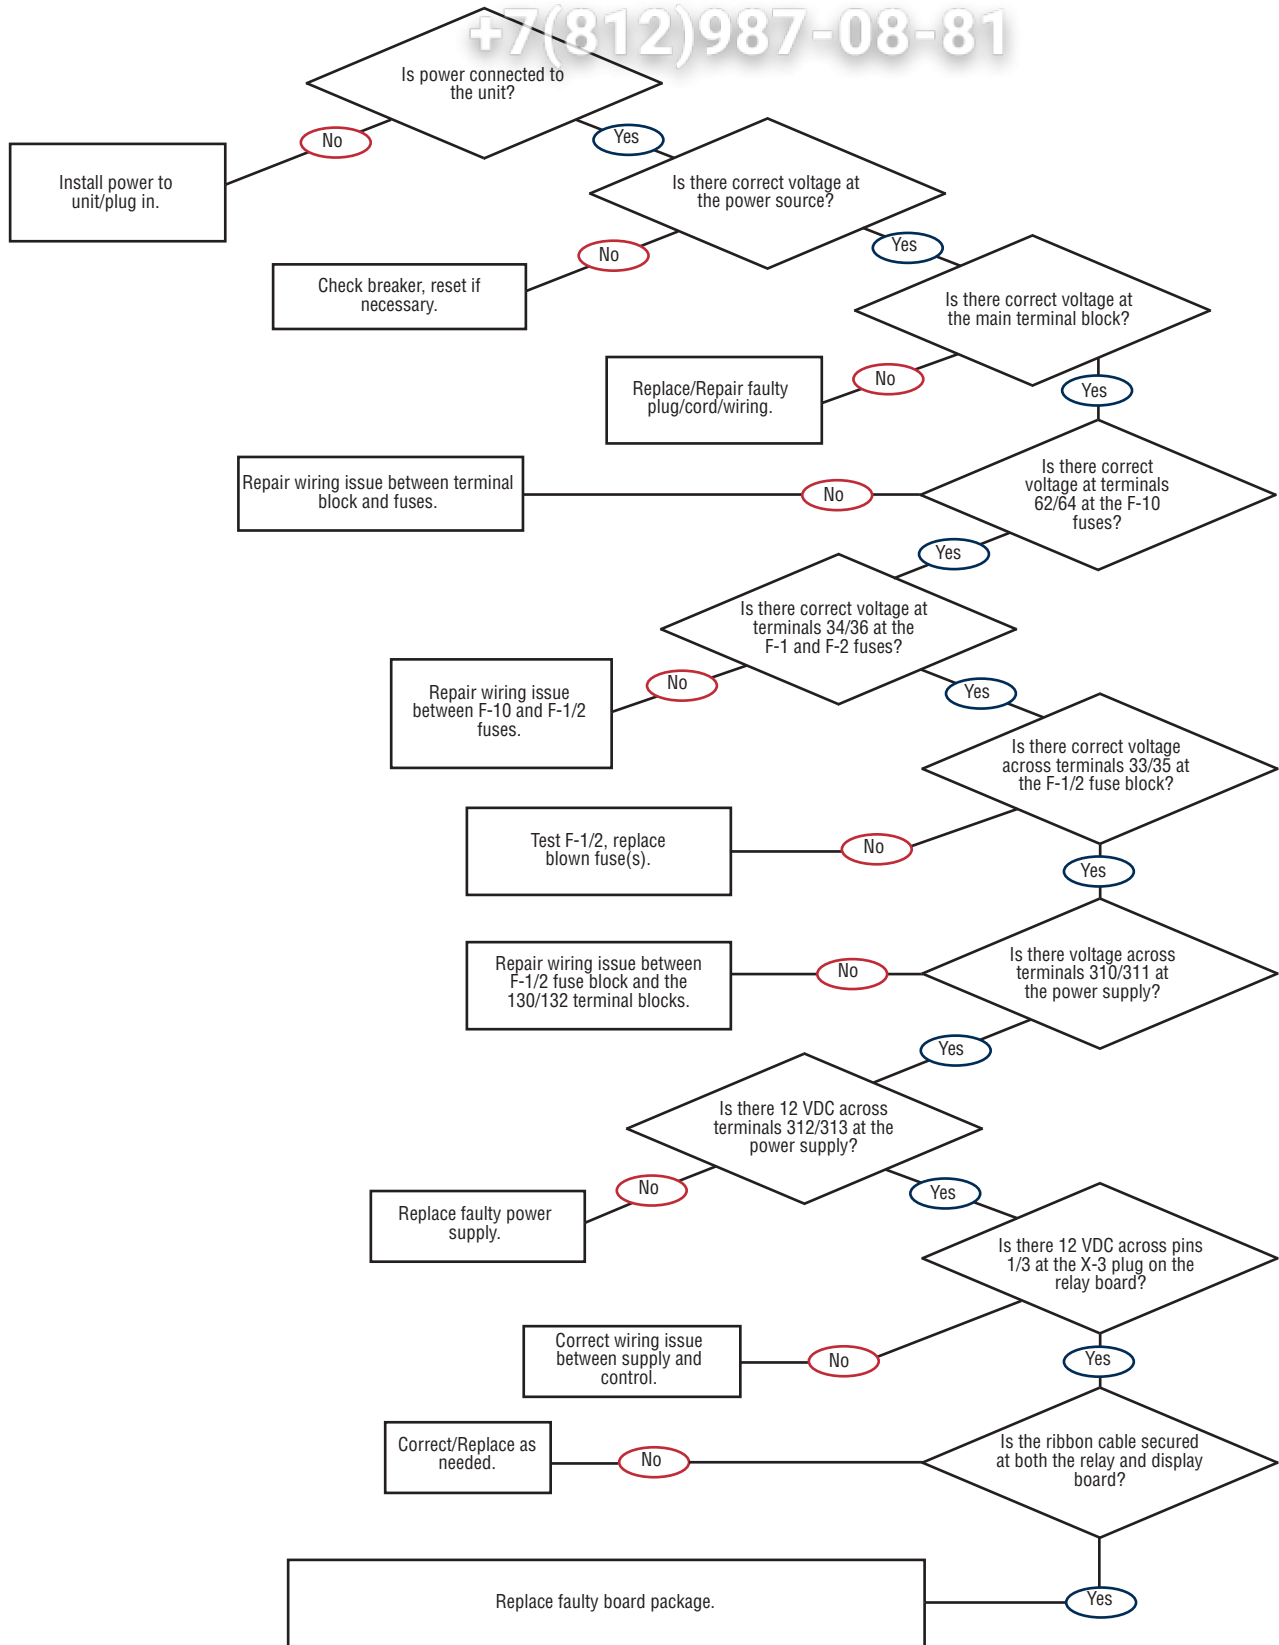 +7(812)987-08-81
Is power connected to
the unit?
No
Yes
Install power to
unit/plug in.
Is there correct voltage at
the power source?
No
Yes
Check breaker, reset if
necessary.
Is there correct voltage at
the main terminal block?
No
Yes
Replace/Repair faulty
plug/cord/wiring.
Is there correct
voltage at terminals
62/64 at the F-10
fuses?
No
Repair wiring issue between terminal
block and fuses.
Yes
Is there correct voltage at
terminals 34/36 at the
F-1 and F-2 fuses?
No
Yes
Repair wiring issue
between F-10 and F-1/2
fuses.
Is there correct voltage
across terminals 33/35 at
the F-1/2 fuse block?
No
Test F-1/2, replace
blown fuse(s).
Yes
Is there voltage across
terminals 310/311 at
the power supply?
No
Repair wiring issue between
F-1/2 fuse block and the
130/132 terminal blocks.
Yes
Is there 12 VDC across
terminals 312/313 at the
power supply?
No
Yes
Replace faulty power
supply.
Is there 12 VDC across pins
1/3 at the X-3 plug on the
relay board?
No
Yes
Correct wiring issue
between supply and
control.
Is the ribbon cable secured
at both the relay and display
board?
No
Correct/Replace as
needed.
Yes
Replace faulty board package.